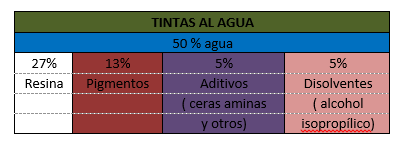 TINTAS AL AGUA
50 % agua
27% 13% 5% 5%
Resina Pigmentos Aditivos Disolventes
( ceras aminas ( alcohol
y otros) isopropílico)